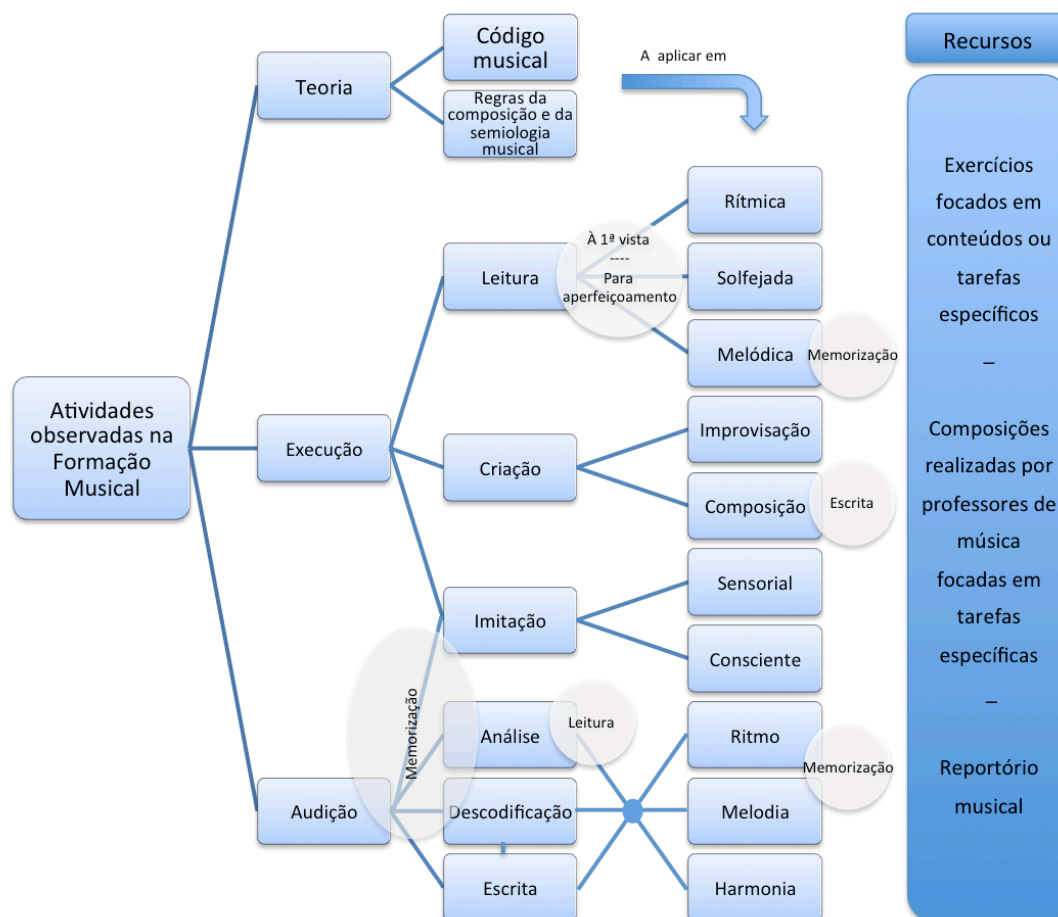 Atividades
observadas na
Formação
Musical
Teoria
Código
musical
Regras da
composição e da
semiologia
musical
A aplicar em
Execução
Leitura
À 1ª vista
----
Para
aperfeiçoamento
Rítmica
Solfejada
Melódica
Memorização
Criação
Improvisação
Composição
Escrita
Imitação
Sensorial
Consciente
Memorização
Audição
Análise
Leitura
Descodificação
Escrita
Ritmo
Memorização
Melodia
Harmonia
Recursos
Exercícios
focados em
conteúdos ou
tarefas
específicos
–
Composições
realizadas por
professores de
música
focadas em
tarefas
específicas
–
Reportório
musical